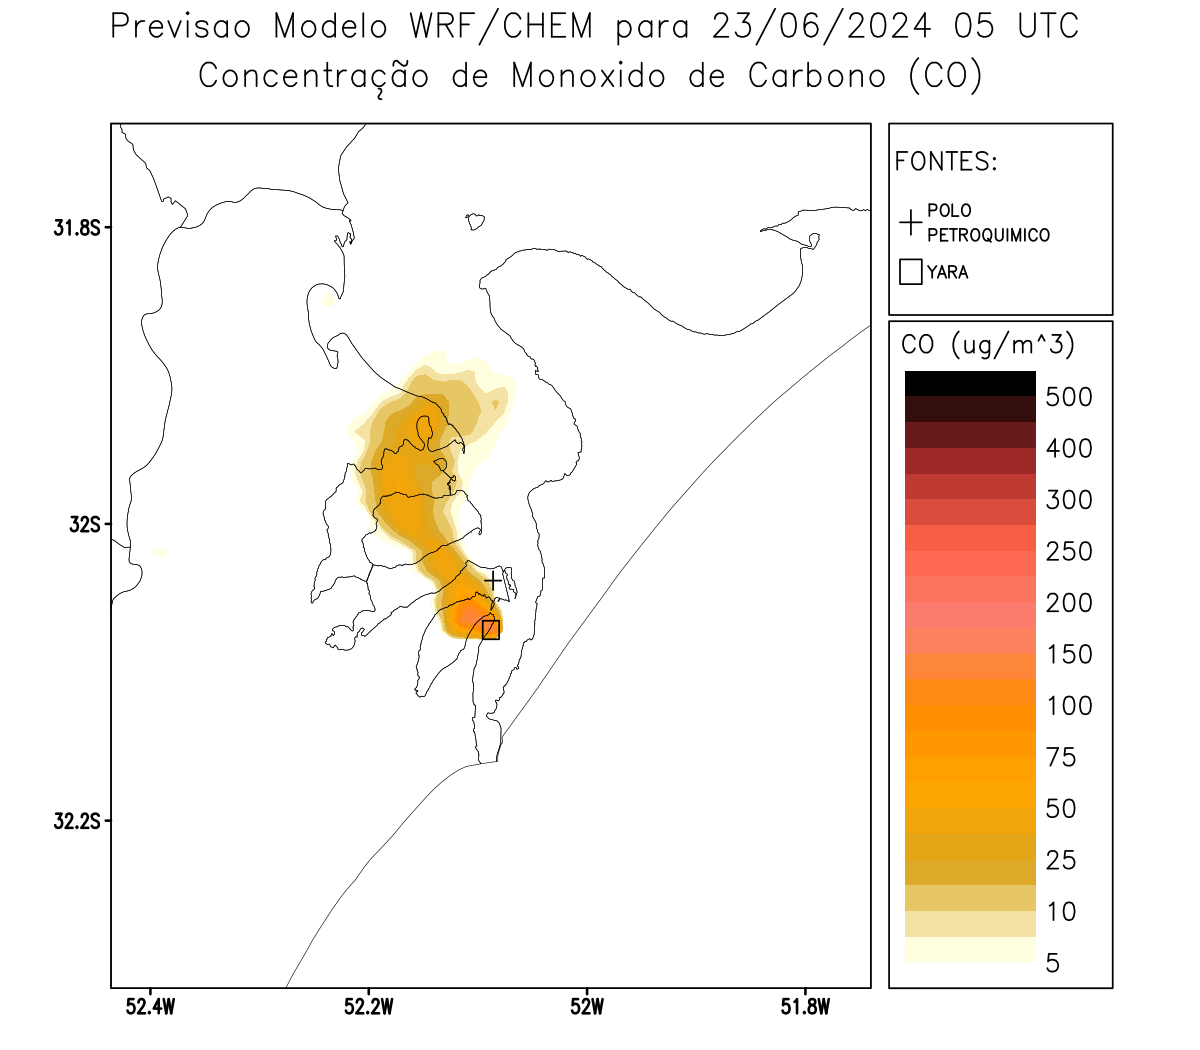 Previsao Modelo WRF/CHEM para 23/06/2024 05 UTC
Concentração de Monoxido de Carbono (CO)
FONTES:
POLO
PETROQUIMICO
YARA
CO (ug/m^3)
500
400
300
250
200
150
100
75
50
25
10
5
31.8S
32S
32.2S
52.4W
52.2W
52W
51.8W